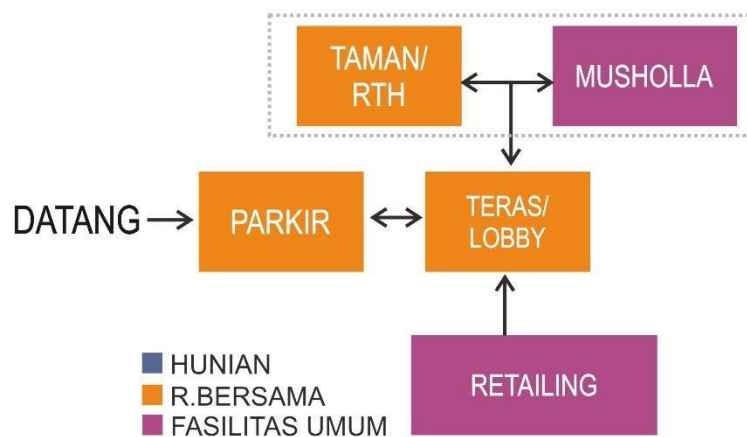 TAMAN/
RTH
MUSHOLLA
DATANG
PARKIR
TERAS/
LOBBY
RETAILING
HUNIAN
R.BERSAMA
FASILITAS UMUM